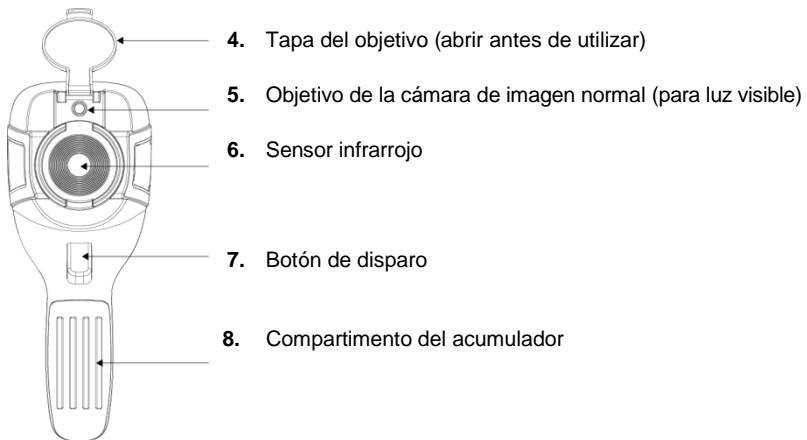 4. Tapa del objetivo (abrir antes de utilizar)
5. Objetivo de la cámara de imagen normal (para luz visible)
6. Sensor infrarrojo
7. Botón de disparo
8. Compartimento del acumulador